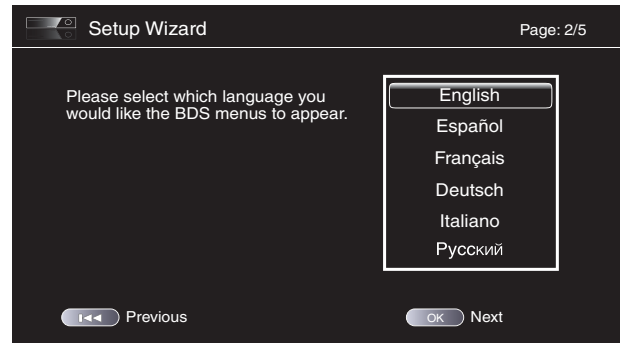 Setup Wizard
Page: 2/5
Please select which language you
would like the BDS menus to appear.
English
Español
Français
Deutsch
Italiano
Русский
Previous
OK Next